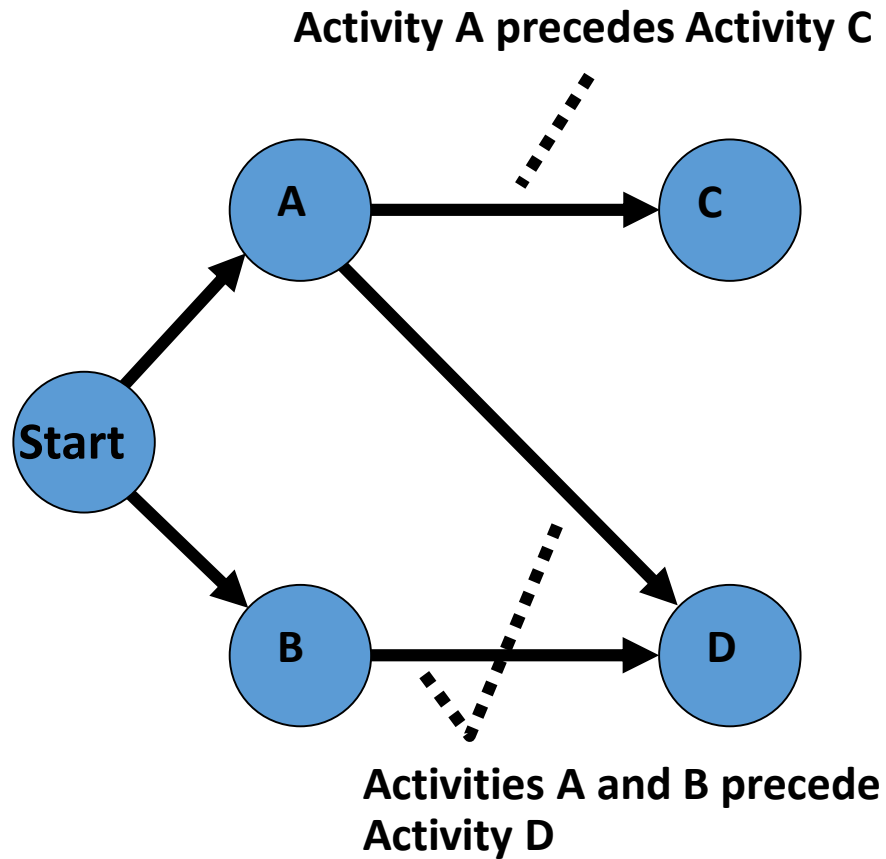 Activity A precedes Activity C
A
C
Start
B
D
Activities A and B precede
Activity D